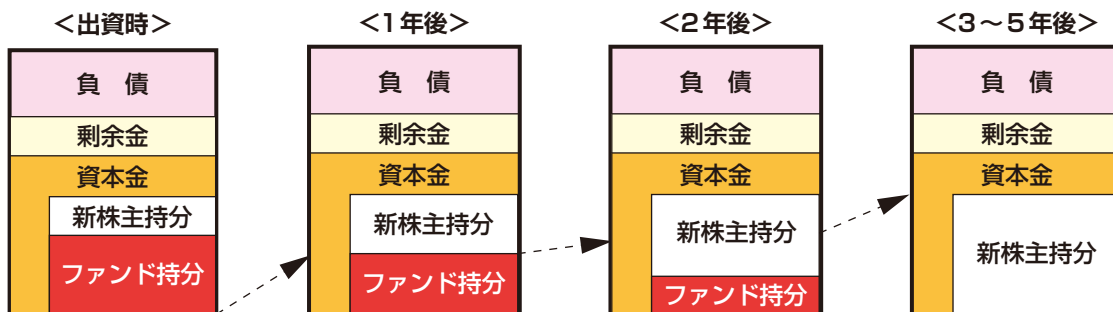 <出資時>
負　債
剰余金
資本金
新株主持分
ファンド持分
<1年後>
負　債
剰余金
資本金
新株主持分
ファンド持分
<2年後>
負　債
剰余金
資本金
新株主持分
ファンド持分
<3～5年後>
負　債
剰余金
資本金
新株主持分